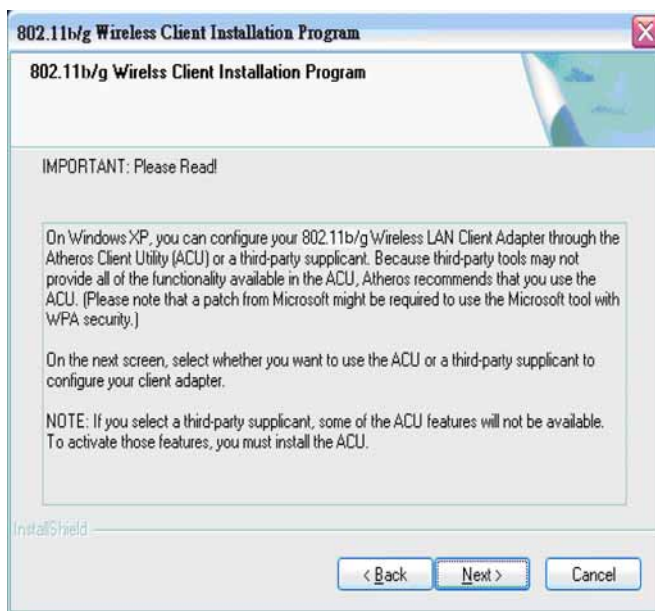 802.11b/g Wireless Client Installation Program
802.11b/g Wirelss Client Installation Program
IMPORTANT: Please Read!
On Windows XP, you can configure your 802.11b/g Wireless LAN Client Adapter through the
Atheros Client Utility (ACU) or a third-party supplicant. Because third-party tools may not
provide all of the functionality available in the ACU, Atheros recommends that you use the
ACU. (Please note that a patch from Microsoft might be required to use the Microsoft tool with
WPA security.)
On the next screen, select whether you want to use the ACU or a third-party supplicant to
configure your client adapter.
NOTE: If you select a third-party supplicant, some of the ACU features will not be available.
To activate those features, you must install the ACU.
InstallShield
< Back Next > Cancel